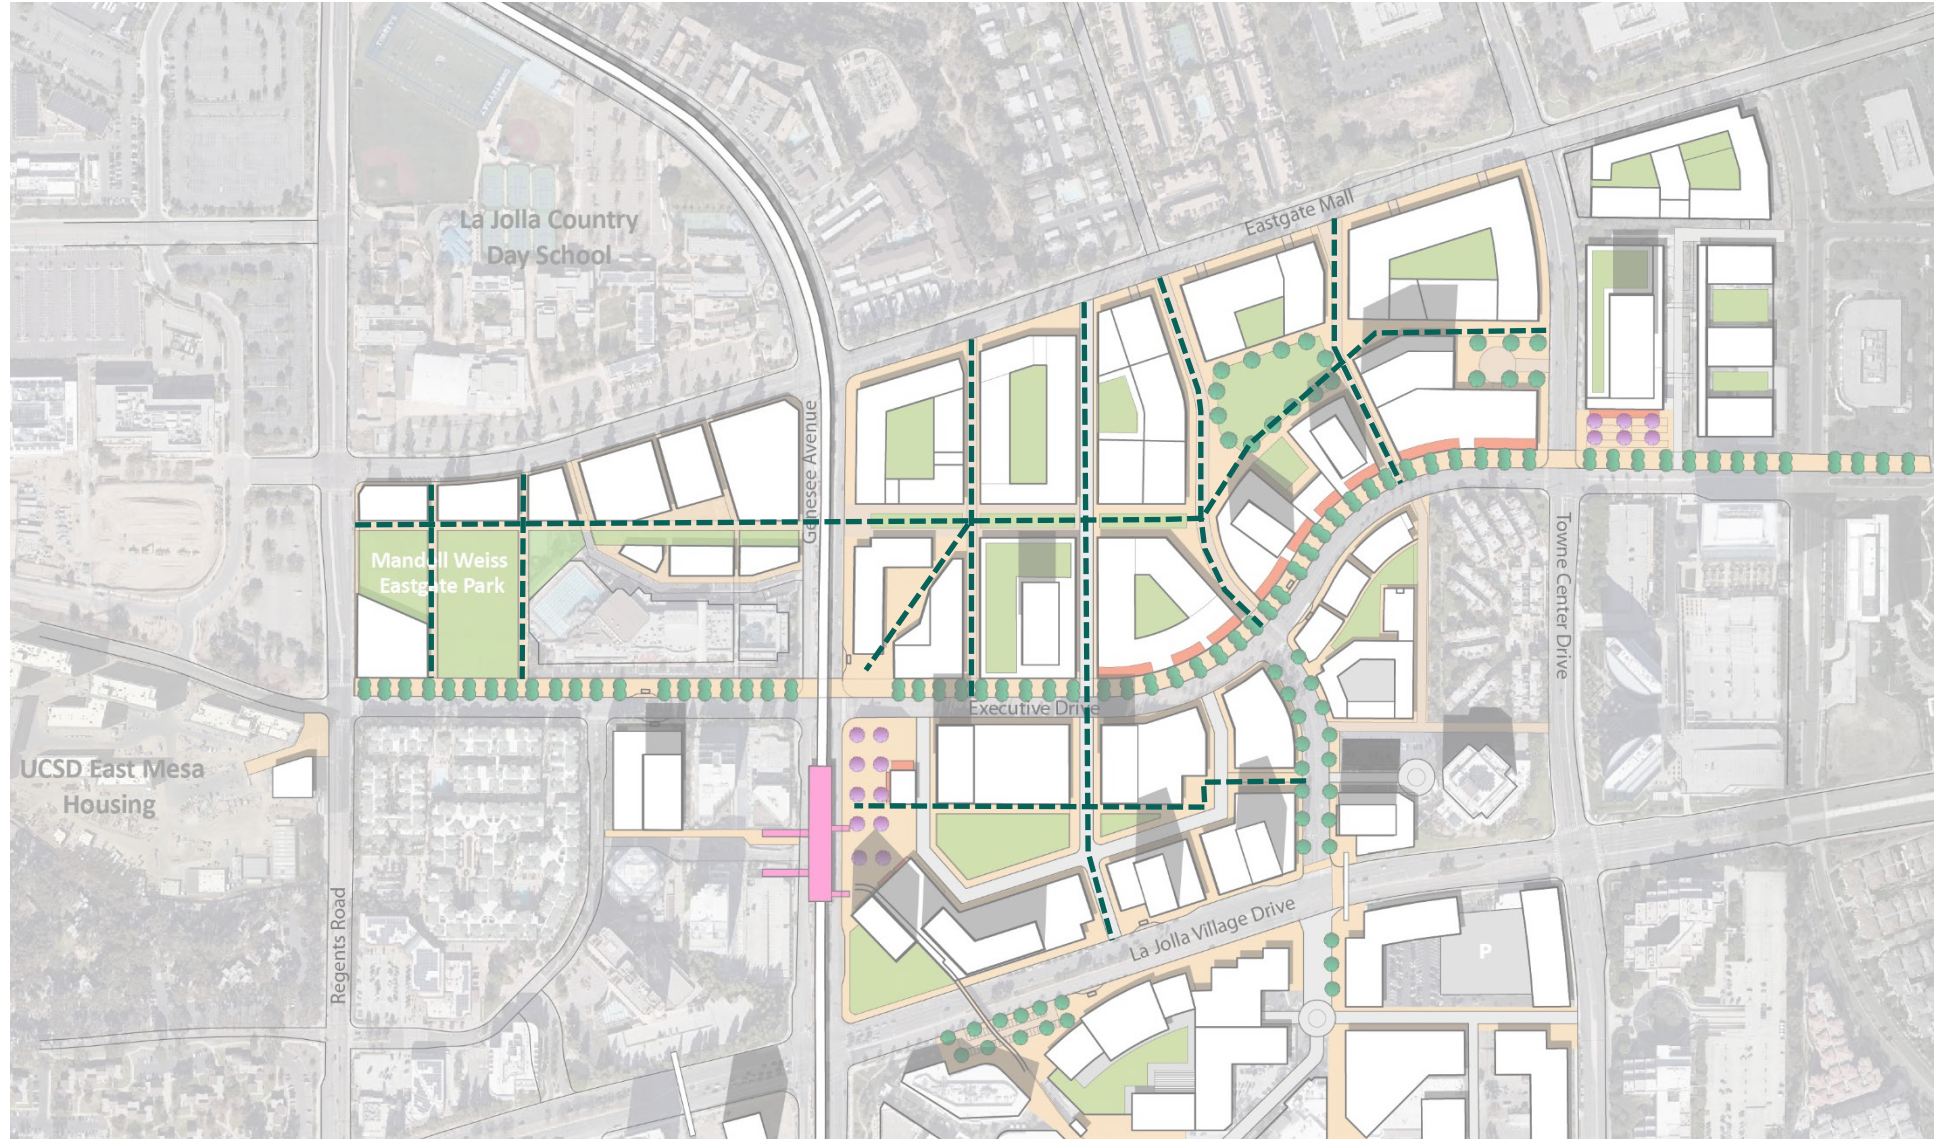 La Jolla Country
Day School
Eastgate Mall
Genesee Avenue
Mandell Weiss
Eastgate Park
Towne Center Drive
Executive Drive
UCSD East Mesa
Housing
Regents Road
La Jolla Village Drive
P